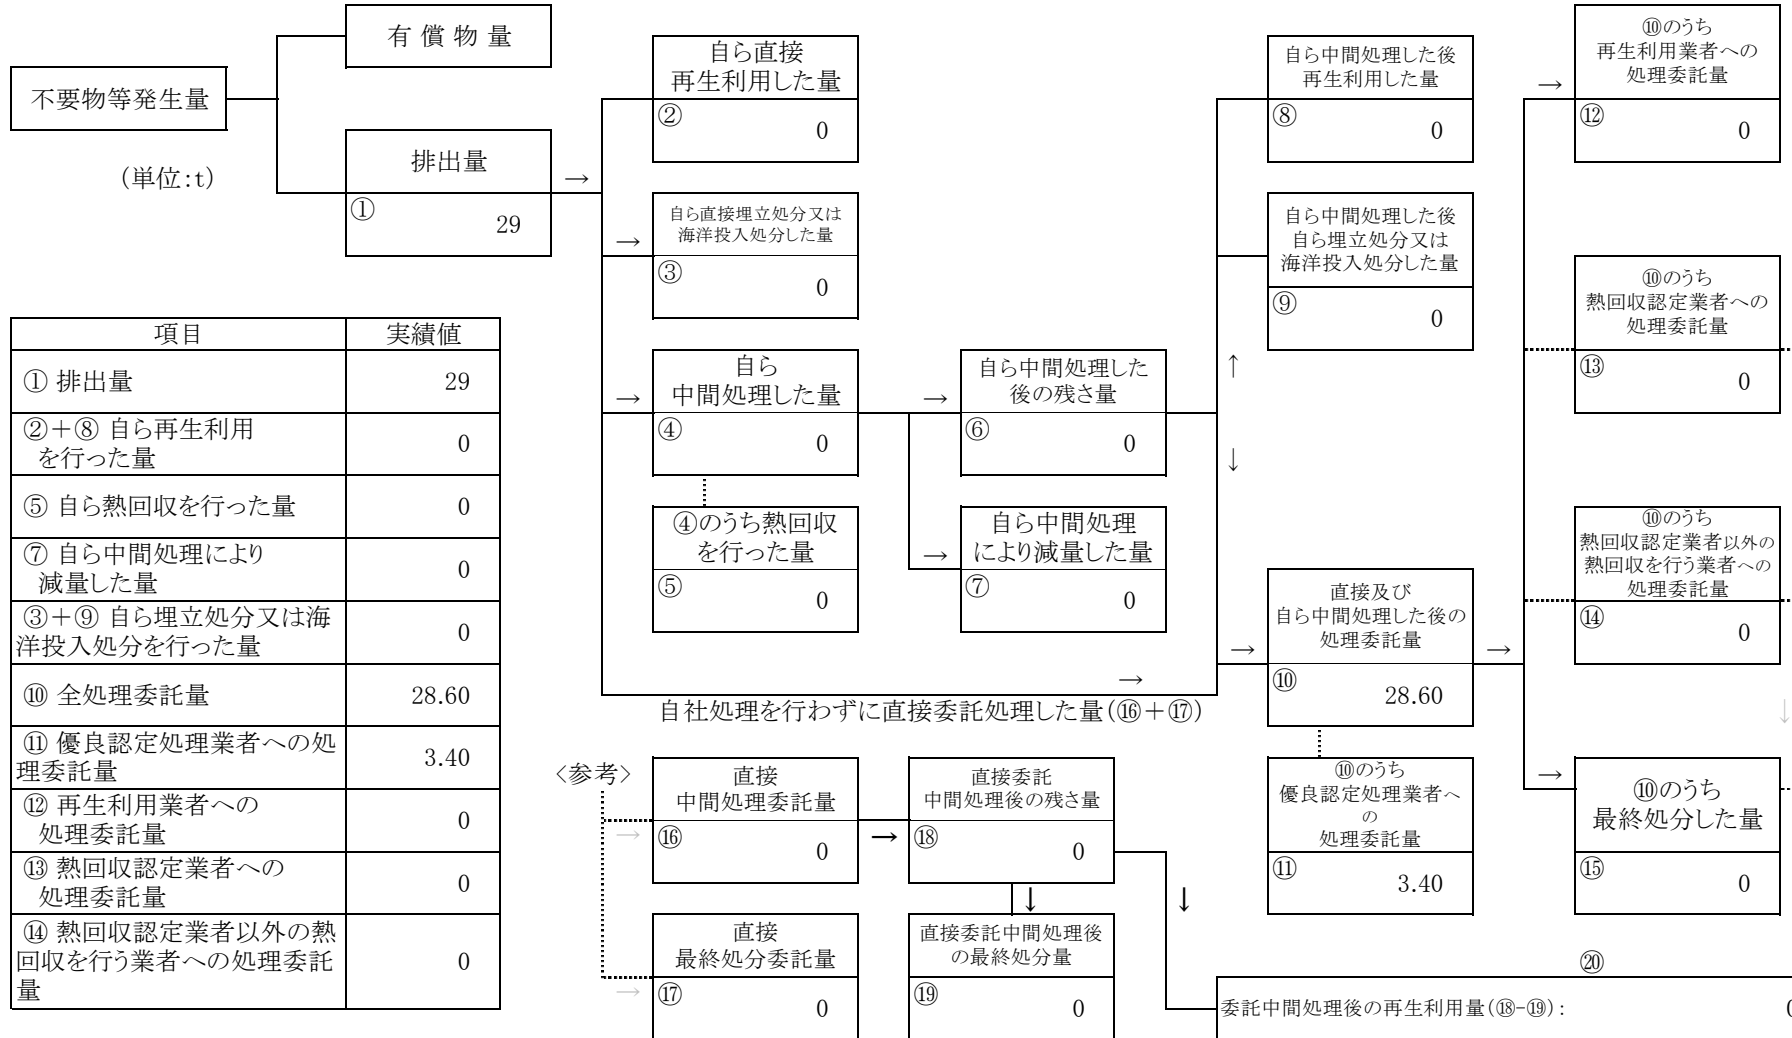 不要物等発生量
(単位:t)
有 償 物 量
排出量
①
29
→
自ら直接
再生利用した量
②
0
→
自ら直接埋立処分又は
海洋投入処分した量
③
0
→
自ら
中間処理した量
④
0
④のうち熱回収
を行った量
⑤
0
→
自ら中間処理した
後の残さ量
⑥
0
→
自ら中間処理
により減量した量
⑦
0
自ら中間処理した後
再生利用した量
⑧
0
自ら中間処理した後
自ら埋立処分又は
海洋投入処分した量
⑨
0
↑
↓
→
自社処理を行わずに直接委託処理した量(⑯+⑰)
→
直接及び
自ら中間処理した後の
処理委託量
⑩
28.60
→
⑩のうち
優良認定処理業者へ
の
処理委託量
⑪
3.40
→
⑩のうち
再生利用業者への
処理委託量
⑫
0
⑩のうち
熱回収認定業者への
処理委託量
⑬
0
⑩のうち
熱回収認定業者以外の
熱回収を行う業者への
処理委託量
⑭
0
↓
→
⑩のうち
最終処分した量
⑮
0
項目 実績値
① 排出量 29
②+⑧ 自ら再生利用
を行った量 0
⑤ 自ら熱回収を行った量 0
⑦ 自ら中間処理により
減量した量 0
③+⑨ 自ら埋立処分又は海
洋投入処分を行った量 0
⑩ 全処理委託量 28.60
⑪ 優良認定処理業者への処
理委託量 3.40
⑫ 再生利用業者への
処理委託量 0
⑬ 熱回収認定業者への
処理委託量 0
⑭ 熱回収認定業者以外の熱
回収を行う業者への処理委託
量 0
〈参考〉
→
直接
中間処理委託量
⑯
0
→
直接委託
中間処理後の残さ量
⑱
0
↓
↓
→
直接
最終処分委託量
⑰
0
直接委託中間処理後
の最終処分量
⑲
0
⑳
委託中間処理後の再生利用量(⑱-⑲):
0